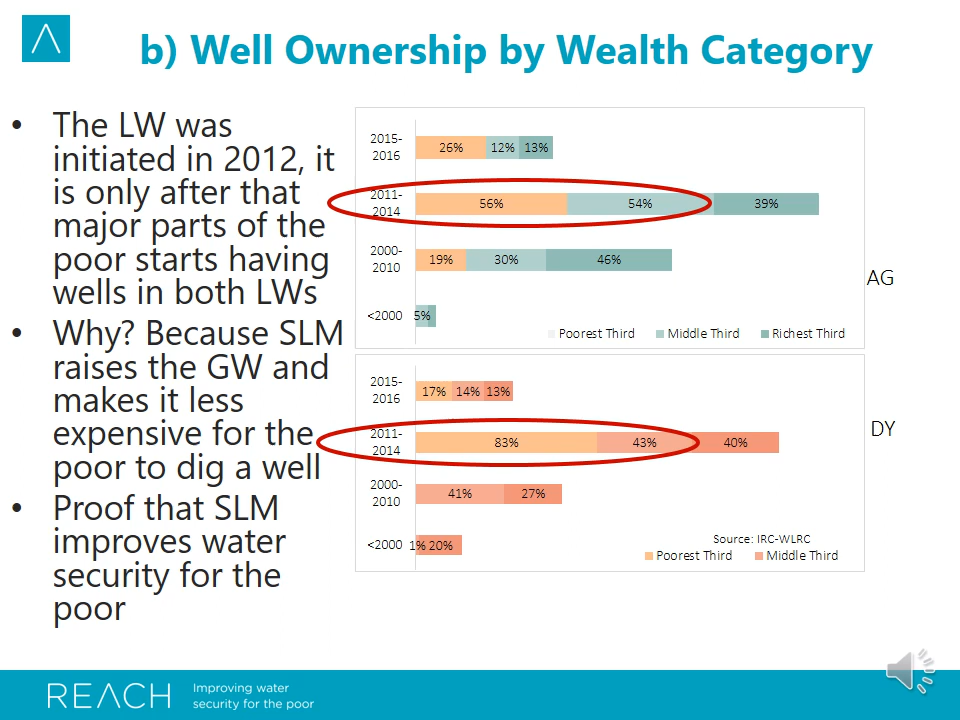 b) Well Ownership by Wealth Category
• The LW was
initiated in 2012, it
is only after that
major parts of the
poor starts having
wells in both LWs
• Why? Because SLM
raises the GW and
makes it less
expensive for the
poor to dig a well
• Proof that SLM
improves water
security for the
poor
2015-
2016
26% 12% 13%
2011-
2014
56% 54% 39%
2000-
2010
19% 30% 46%
<2000 5%
Poorest Third Middle Third Richest Third
AG
2015-
2016
17% 14% 13%
2011-
2014
83% 43% 40%
2000-
2010
41% 27%
<2000 1% 20%
Source: IRC-WLRC
Poorest Third Middle Third
DY
REACH
Improving water
security for the poor